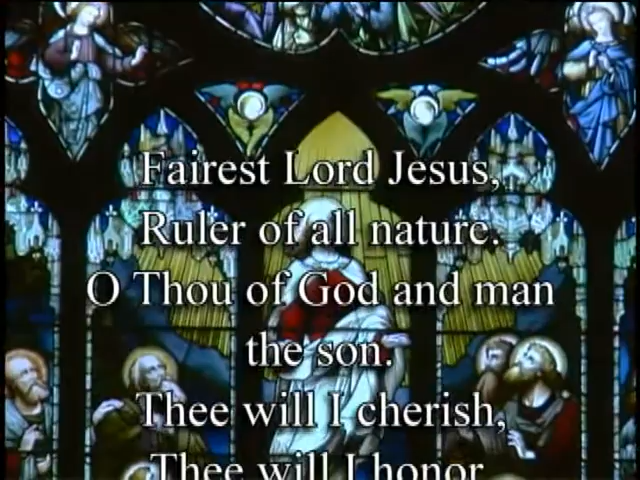 Fairest Lord Jesus,
Ruler of all nature.
O Thou of God and man
the son.
Thee will I cherish,
Thee will I honor